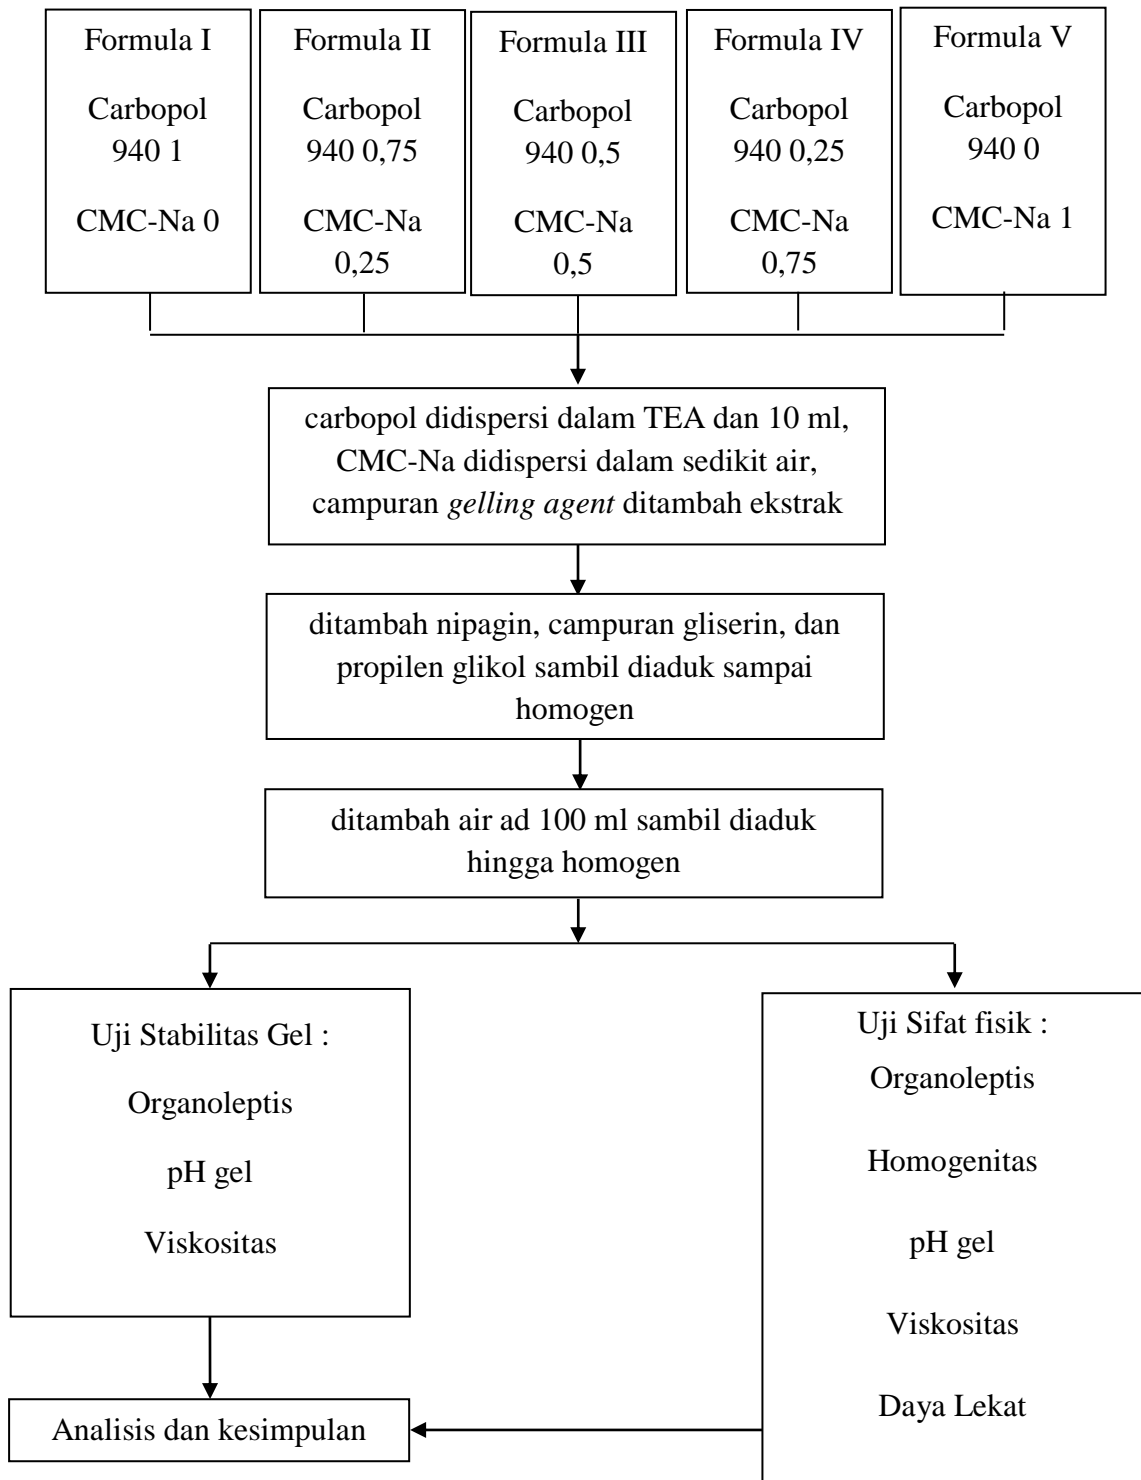 Formula I
Carbopol
940 1
CMC-Na 0
Formula II
Carbopol
940 0,75
CMC-Na
0,25
Formula III
Carbopol
940 0,5
CMC-Na
0,5
Formula IV
Carbopol
940 0,25
CMC-Na
0,75
Formula V
Carbopol
940 0
CMC-Na 1
carbopol didispersi dalam TEA dan 10 ml,
CMC-Na didispersi dalam sedikit air,
campuran gelling agent ditambah ekstrak
ditambah nipagin, campuran gliserin, dan
propilen glikol sambil diaduk sampai
homogen
ditambah air ad 100 ml sambil diaduk
hingga homogen
Uji Stabilitas Gel :
Organoleptis
pH gel
Viskositas
Uji Sifat fisik :
Organoleptis
Homogenitas
pH gel
Viskositas
Daya Lekat
Analisis dan kesimpulan